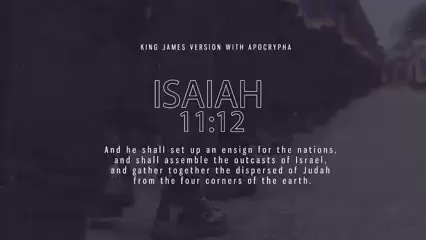 KING JAMES VERSION WITH APOCRYPHA
ISAIAH
11:12
And he shall set up an ensign for the nations,
and shall assemble the outcasts of Israel,
and gather together the dispersed of Judah
from the four corners of the earth.